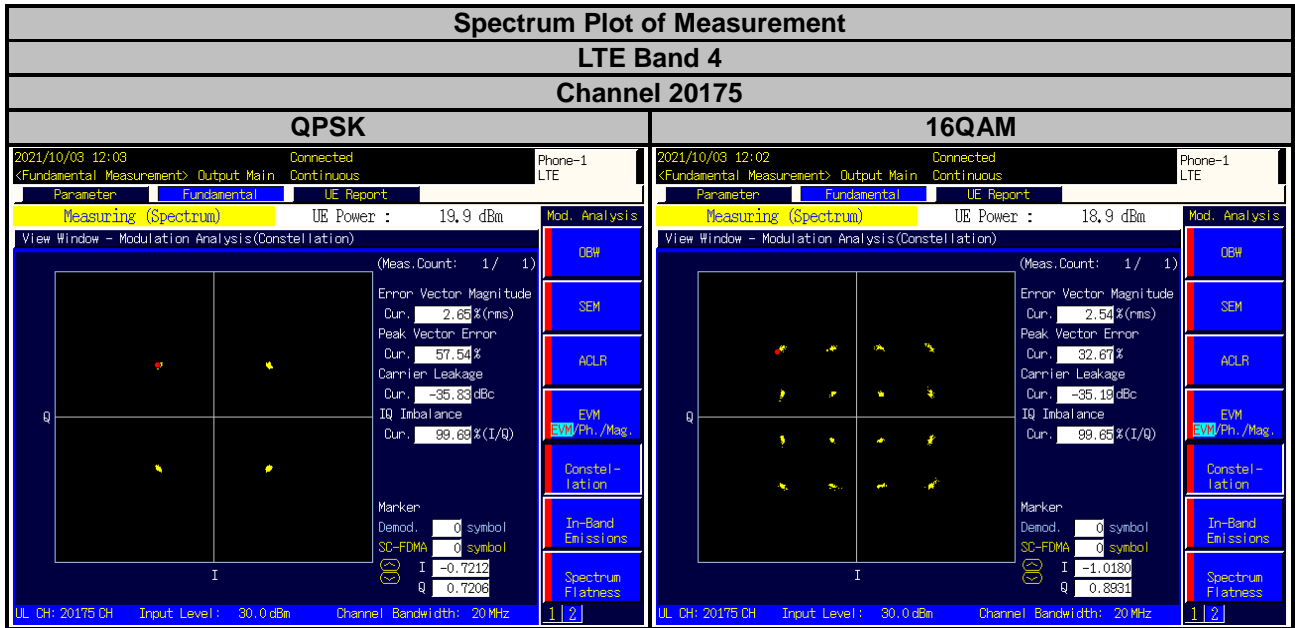 Spectrum Plot of Measurement
LTE Band 4
Channel 20175
QPSK
2021/10/03 12:03 Connected
<Fundamental Measurement> Output Main Continuous
Phone-1
LTE
Parameter Fundamental UE Report
Measuring (Spectrum) UE Power : 19.9 dBm Mod. Analysis
View Window - Modulation Analysis(Constellation)
(Meas.Count: 1/ 1)
Error Vector Magnitude
Cur. 2.65 %(rms)
Peak Vector Error
Cur. 57.54 %
Carrier Leakage
Cur. -35.83 dBc
IQ Imbalance
Cur. 99.69 %(I/Q)
Q
I
Marker
Demod. 0 symbol
SC-FDMA 0 symbol
I -0.7212
Q 0.7206
OBW
SEM
ACLR
EVM
EVM/Ph./Mag.
Constel-
lation
In-Band
Emissions
Spectrum
Flatness
UL CH: 20175 CH Input Level: 30.0 dBm Channel Bandwidth: 20 MHz 1 2
16QAM
2021/10/03 12:02 Connected
<Fundamental Measurement> Output Main Continuous
Phone-1
LTE
Parameter Fundamental UE Report
Measuring (Spectrum) UE Power : 18.9 dBm Mod. Analysis
View Window - Modulation Analysis(Constellation)
(Meas.Count: 1/ 1)
Error Vector Magnitude
Cur. 2.54 %(rms)
Peak Vector Error
Cur. 32.67 %
Carrier Leakage
Cur. -35.19 dBc
IQ Imbalance
Cur. 99.65 %(I/Q)
Q
I
Marker
Demod. 0 symbol
SC-FDMA 0 symbol
I -1.0180
Q 0.8931
OBW
SEM
ACLR
EVM
EVM/Ph./Mag.
Constel-
lation
In-Band
Emissions
Spectrum
Flatness
UL CH: 20175 CH Input Level: 30.0 dBm Channel Bandwidth: 20 MHz 1 2